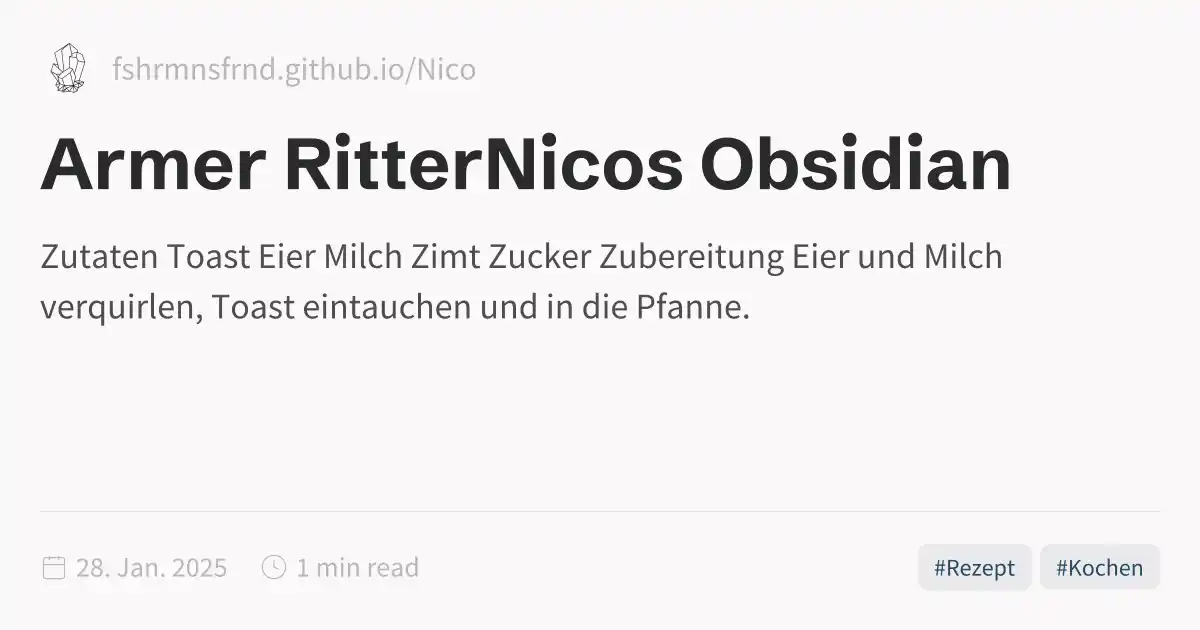 fshrmnsfrnd.github.io/Nico
Armer RitterNicos Obsidian
Zutaten Toast Eier Milch Zimt Zucker Zubereitung Eier und Milch
verquirlen, Toast eintauchen und in die Pfanne.
28. Jan. 2025 1 min read #Rezept #Kochen